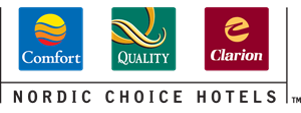 Comfort QUALITY Clarion
NORDIC CHOICE HOTELS ™